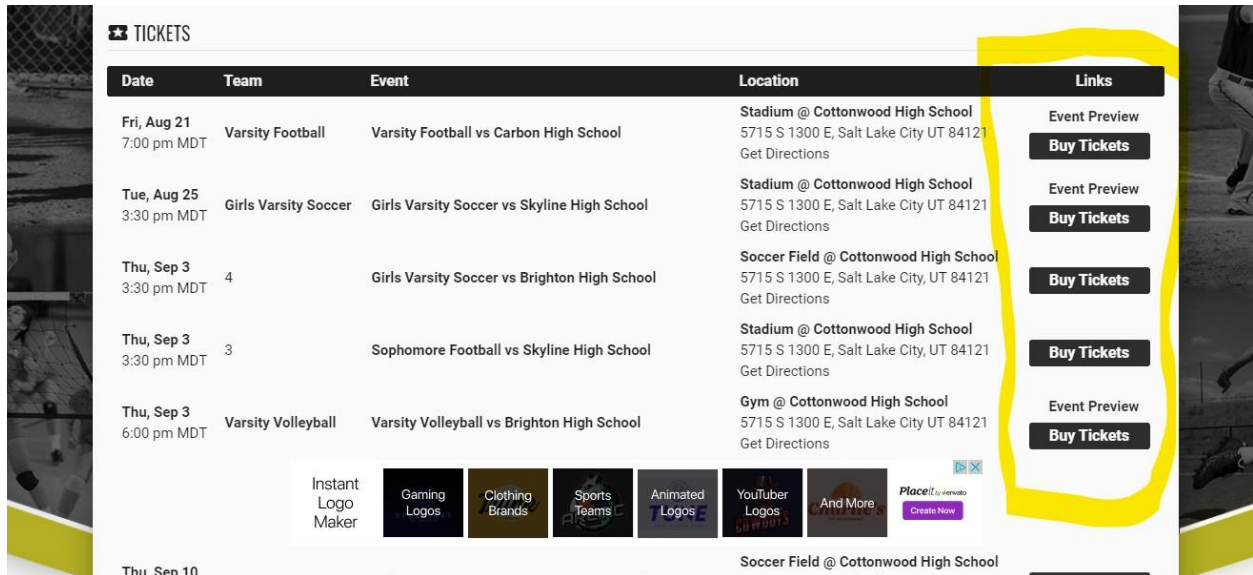 TICKETS
Date Team Event Location Links
Fri, Aug 21
7:00 pm MDT
Varsity Football
Varsity Football vs Carbon High School
Stadium @ Cottonwood High School
5715 S 1300 E, Salt Lake City UT 84121
Get Directions
Event Preview
Buy Tickets
Tue, Aug 25
3:30 pm MDT
Girls Varsity Soccer
Girls Varsity Soccer vs Skyline High School
Stadium @ Cottonwood High School
5715 S 1300 E, Salt Lake City UT 84121
Get Directions
Event Preview
Buy Tickets
Thu, Sep 3
3:30 pm MDT
4
Girls Varsity Soccer vs Brighton High School
Soccer Field @ Cottonwood High School
5715 S 1300 E, Salt Lake City, UT 84121
Get Directions
Buy Tickets
Thu, Sep 3
3:30 pm MDT
3
Sophomore Football vs Skyline High School
Stadium @ Cottonwood High School
5715 S 1300 E, Salt Lake City, UT 84121
Get Directions
Buy Tickets
Thu, Sep 3
6:00 pm MDT
Varsity Volleyball
Varsity Volleyball vs Brighton High School
Gym @ Cottonwood High School
5715 S 1300 E, Salt Lake City UT 84121
Get Directions
Event Preview
Buy Tickets
Instant
Logo
Maker
Gaming
Logos
Clothing
Brands
Sports
Teams
Animated
Logos
YouTuber
Logos
And More
Placeit by envato
Create Now
Thu, Sep 10
Soccer Field @ Cottonwood High School